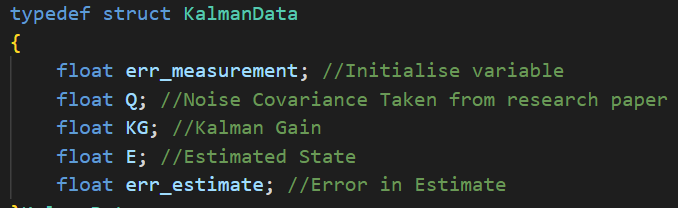 typedef struct KalmanData
{
float err_measurement; //Initialise variable
float Q; //Noise Covariance Taken from research paper
float KG; //Kalman Gain
float E; //Estimated State
float err_estimate; //Error in Estimate